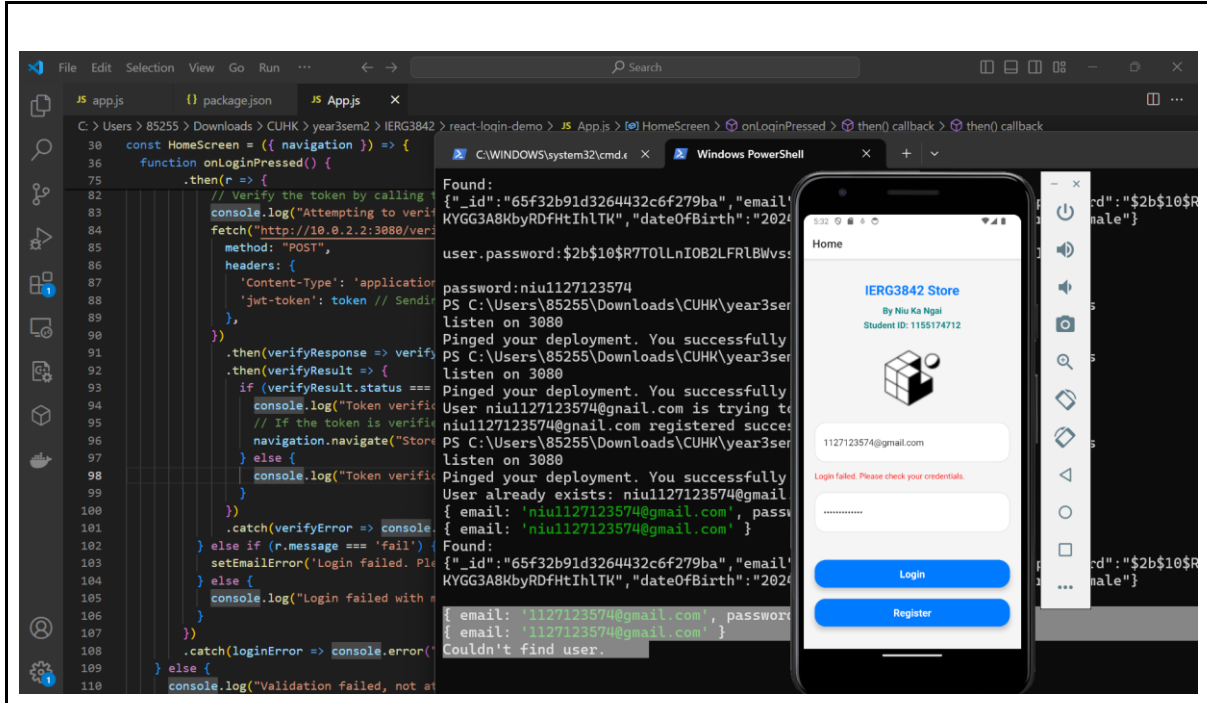 File Edit Selection View Go Run ··· ← → Search
JS app.js {} package.json JS App.js ×
C: > Users > 85255 > Downloads > CUHK > year3sem2 > IERG3842 > react-login-demo > JS App.js > HomeScreen > onLoginPressed > then() callback > then() callback
30 const HomeScreen = ({ navigation }) => {
36 function onLoginPressed() {
75 .then(r => {
82 // Verify the token by calling
83 console.log("Attempting to verif
84 fetch("http://10.0.2.2:3080/veri
85 method: "POST",
86 headers: {
87 'Content-Type': 'application
88 'jwt-token': token // Sendin
89 },
90 })
91 .then(verifyResponse => verify
92 .then(verifyResult => {
93 if (verifyResult.status ===
94 console.log("Token verific
95 // If the token is verifie
96 navigation.navigate("Store
97 } else {
98 console.log("Token verific
99 }
100 })
101 .catch(verifyError => console.
102 } else if (r.message === 'fail') {
103 setEmailError('Login failed. Ple
104 } else {
105 console.log("Login failed with m
106 }
107 })
108 .catch(loginError => console.error("
109 } else {
110 console.log("Validation failed, not at
C:\WINDOWS\system32\cmd.e × Windows PowerShell × +
Found:
{"_id":"65f32b91d3264432c6f279ba","email" rd":"$2b$10$R
KYGG3A8KbyRDfHtIhlTK","dateOfBirth":"2024 male"}
user.password:$2b$10$R7TOlLnIOB2LFRlBWvs
password:niu1127123574
PS C:\Users\85255\Downloads\CUHK\year3sem s
listen on 3080
Pinged your deployment. You successfully
PS C:\Users\85255\Downloads\CUHK\year3sem s
listen on 3080
Pinged your deployment. You successfully
User niu1127123574@gnail.com is trying to
niu1127123574@gnail.com registered succes
PS C:\Users\85255\Downloads\CUHK\year3sem s
listen on 3080
Pinged your deployment. You successfully
User already exists: niu1127123574@gmail.
{ email: 'niu1127123574@gmail.com', passw
{ email: 'niu1127123574@gmail.com' }
Found:
{"_id":"65f32b91d3264432c6f279ba","email" rd":"$2b$10$R
KYGG3A8KbyRDfHtIhlTK","dateOfBirth":"2024 male"}
{ email: '1127123574@gmail.com', password
{ email: '1127123574@gmail.com' }
Couldn't find user.
5:32
Home
IERG3842 Store
By Niu Ka Ngai
Student ID: 1155174712
1127123574@gmail.com
Login failed. Please check your credentials.
·············
Login
Register